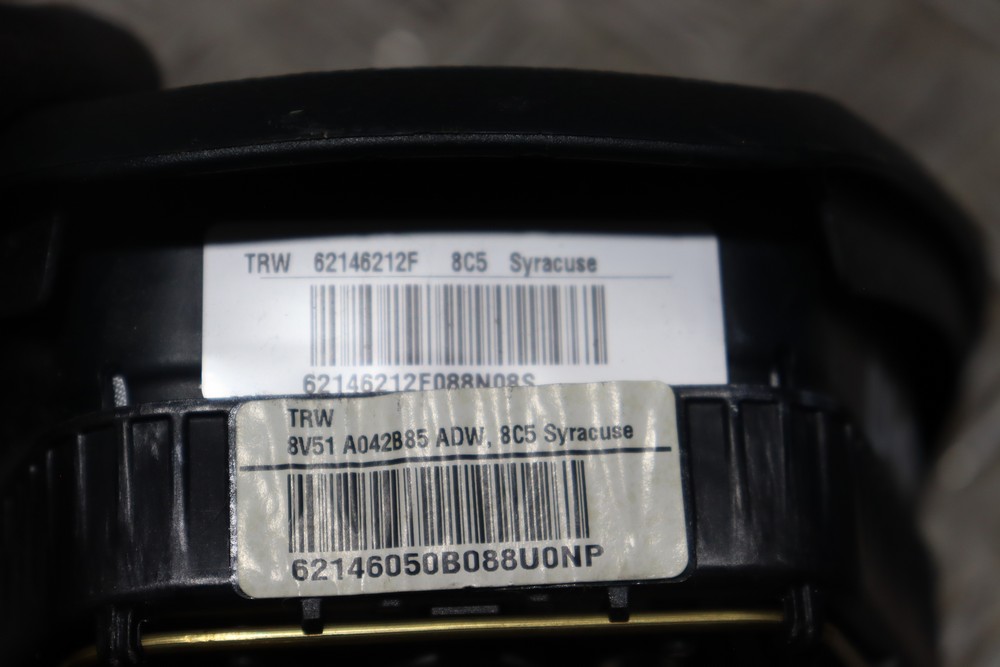 TRW 62146212F 8C5 Syracuse
62146212F088N08S
TRW
8V51 A042B85 ADW, 8C5 Syracuse
62146050B088U0NP